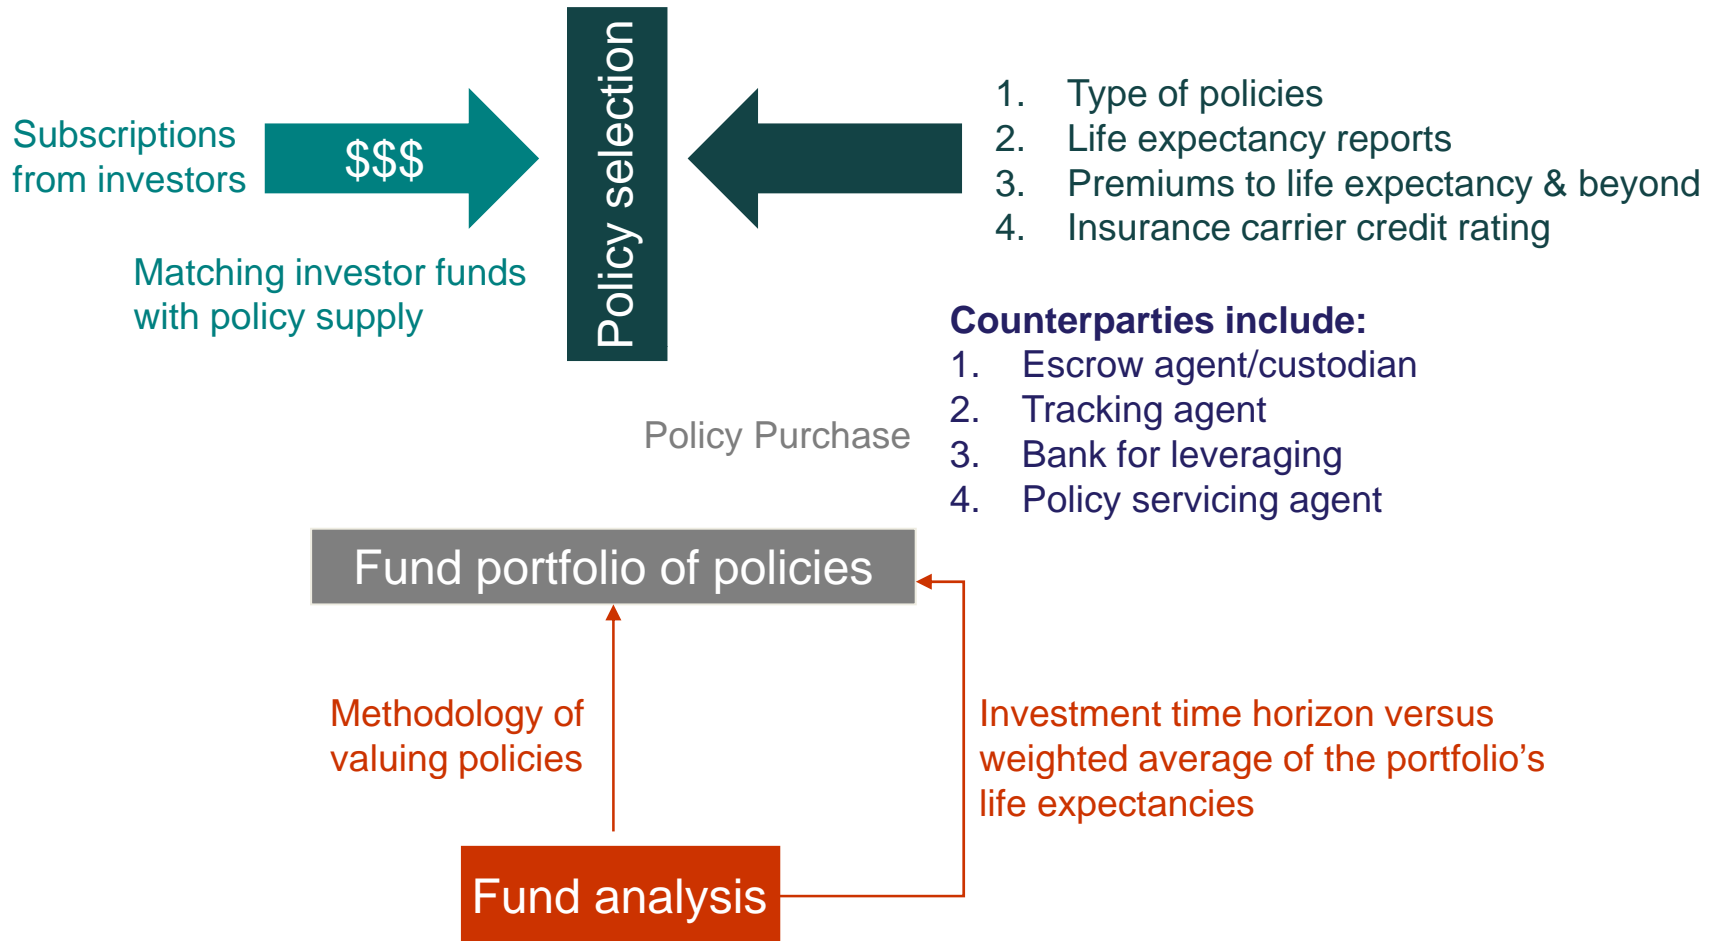 Subscriptions
from investors
$$$
Matching investor funds
with policy supply
Policy selection
1. Type of policies
2. Life expectancy reports
3. Premiums to life expectancy & beyond
4. Insurance carrier credit rating
Counterparties include:
1. Escrow agent/custodian
2. Tracking agent
3. Bank for leveraging
4. Policy servicing agent
Policy Purchase
Fund portfolio of policies
Methodology of
valuing policies
Investment time horizon versus
weighted average of the portfolio’s
life expectancies
Fund analysis